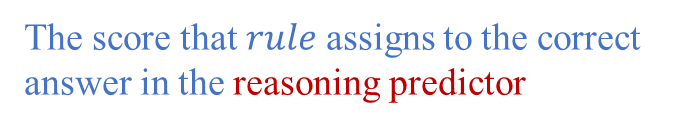 The score that rule assigns to the correct
answer in the reasoning predictor